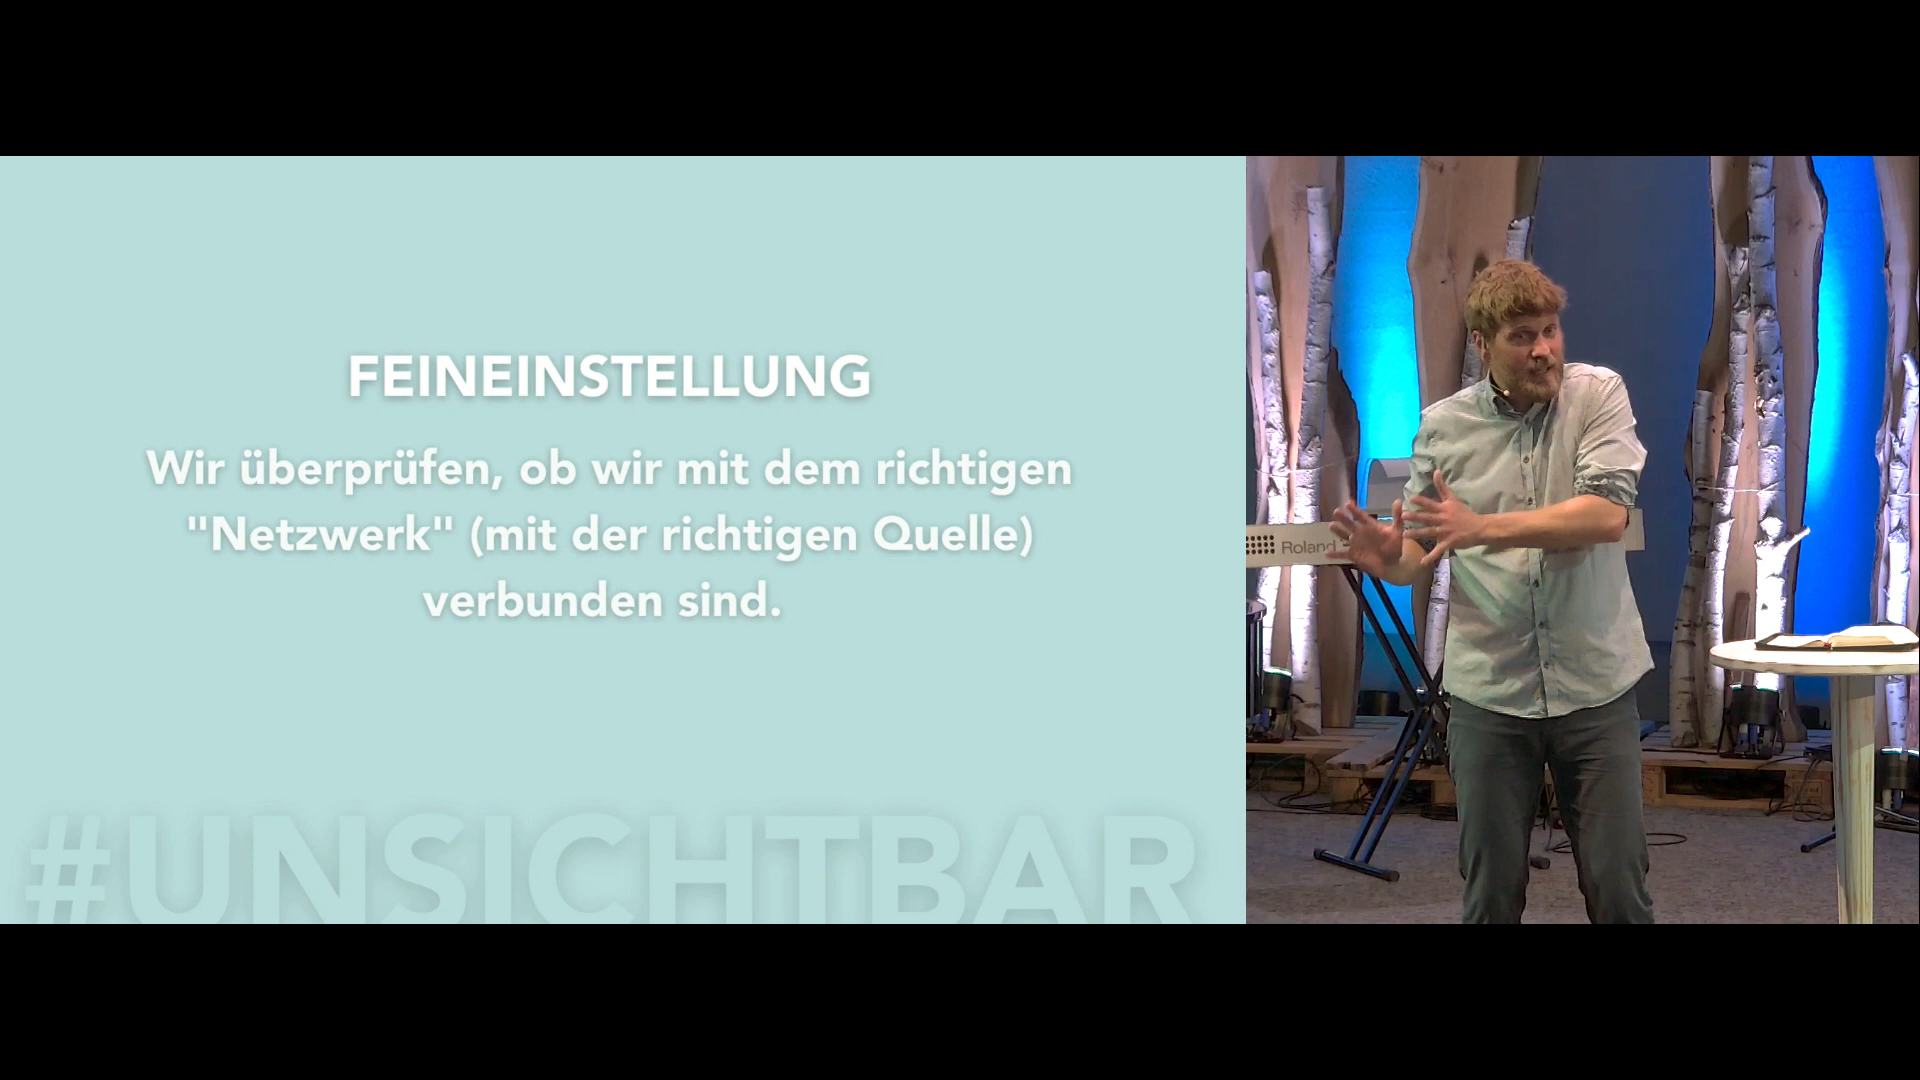 FEINEINSTELLUNG
Wir überprüfen, ob wir mit dem richtigen
"Netzwerk" (mit der richtigen Quelle)
verbunden sind.
#UNSICHTBAR
Roland